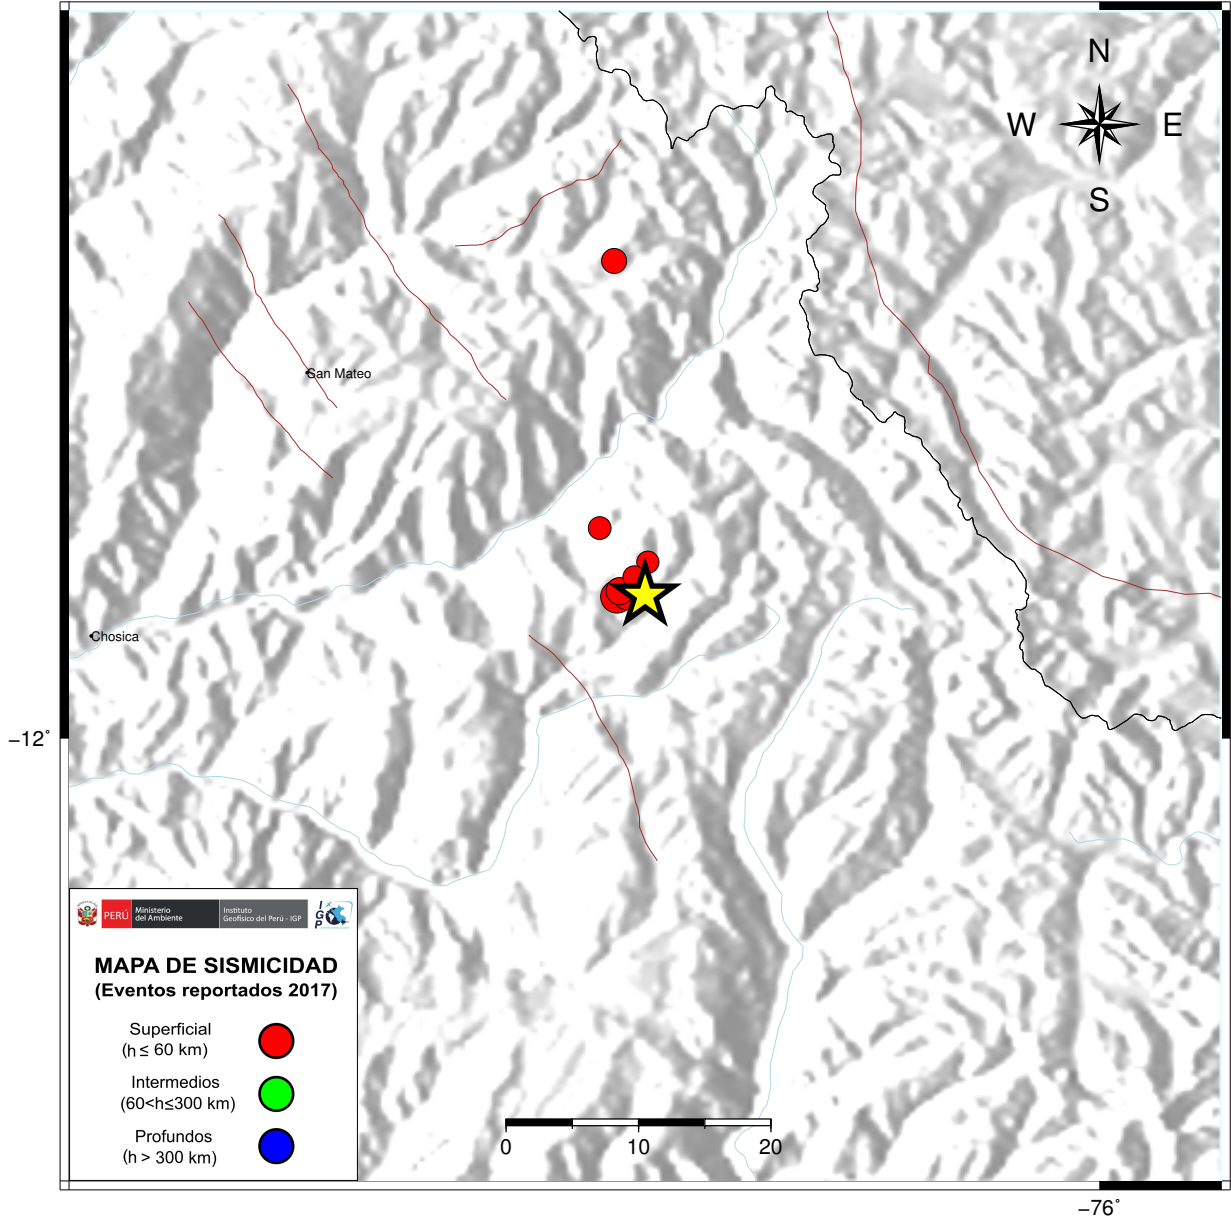 N
W E
S
San Mateo
Chosica
−12˚
PERÚ
Ministerio
del Ambiente
Instituto
Geofísico del Perú - IGP
IGP
MAPA DE SISMICIDAD
(Eventos reportados 2017)
Superficial
(h ≤ 60 km)
Intermedios
(60<h≤300 km)
Profundos
(h > 300 km)
0 10 20
−76˚